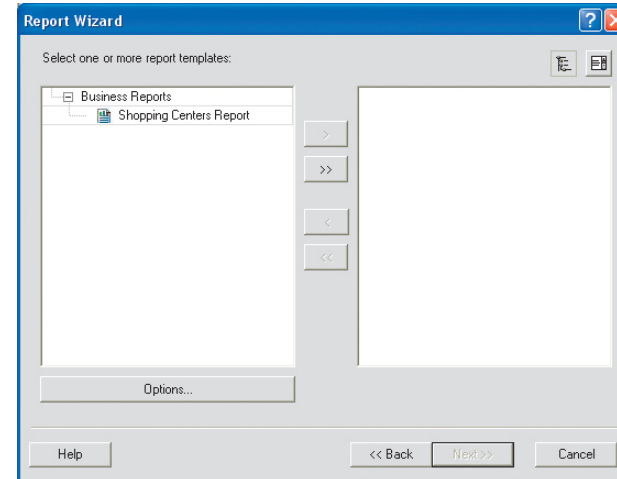 Report Wizard
?
Select one or more report templates:
Business Reports
Shopping Centers Report
>
>>
<
<<
Options...
Help
<< Back
Next >>
Cancel